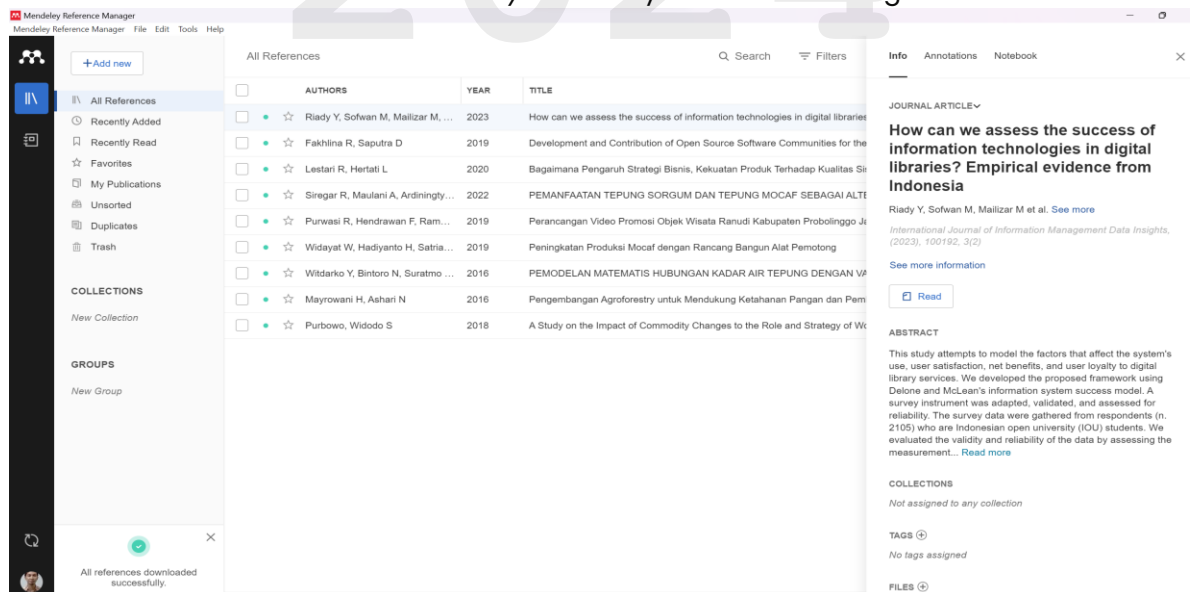 2024
Mendeley Reference Manager
Mendeley Reference Manager File Edit Tools Help
+Add new
All References
Recently Added
Recently Read
Favorites
My Publications
Unsorted
Duplicates
Trash
COLLECTIONS
New Collection
GROUPS
New Group
All references downloaded
successfully.
All References
Search
Filters
AUTHORS YEAR TITLE
Riady Y, Sofwan M, Mailizar M, ... 2023 How can we assess the success of information technologies in digital libraries
Fakhlina R, Saputra D 2019 Development and Contribution of Open Source Software Communities for the
Lestari R, Hertati L 2020 Bagaimana Pengaruh Strategi Bisnis, Kekuatan Produk Terhadap Kualitas
Siregar R, Maulani A, Ardiningty... 2022 PEMANFAATAN TEPUNG SORGUM DAN TEPUNG MOCAF SEBAGAI
Purwasi R, Hendrawan F, Ram... 2019 Perancangan Video Promosi Objek Wisata Ranudi Kabupaten Probolinggo
Widayat W, Hadiyanto H, Satria... 2019 Peningkatan Produksi Mocaf dengan Rancang Bangun Alat Pemotong
Witdarko Y, Bintoro N, Suratmo ... 2016 PEMODELAN MATEMATIS HUBUNGAN KADAR AIR TEPUNG DENGAN
Mayrowani H, Ashari N 2016 Pengembangan Agroforestry untuk Mendukung Ketahanan Pangan dan
Purbowo, Widodo S 2018 A Study on the Impact of Commodity Changes to the Role and Strategy of
Info Annotations Notebook
JOURNAL ARTICLE
How can we assess the success of
information technologies in digital
libraries? Empirical evidence from
Indonesia
Riady Y, Sofwan M, Mailizar M et al. See more
International Journal of Information Management Data Insights,
(2023), 100192, 3(2)
See more information
Read
ABSTRACT
This study attempts to model the factors that affect the system's
use, user satisfaction, net benefits, and user loyalty to digital
library services. We developed the proposed framework using
Delone and McLean's information system success model. A
survey instrument was adapted, validated, and assessed for
reliability. The survey data were gathered from respondents (n.
2105) who are Indonesian open university (IOU) students. We
evaluated the validity and reliability of the data by assessing the
measurement... Read more
COLLECTIONS
Not assigned to any collection
TAGS
No tags assigned
FILES